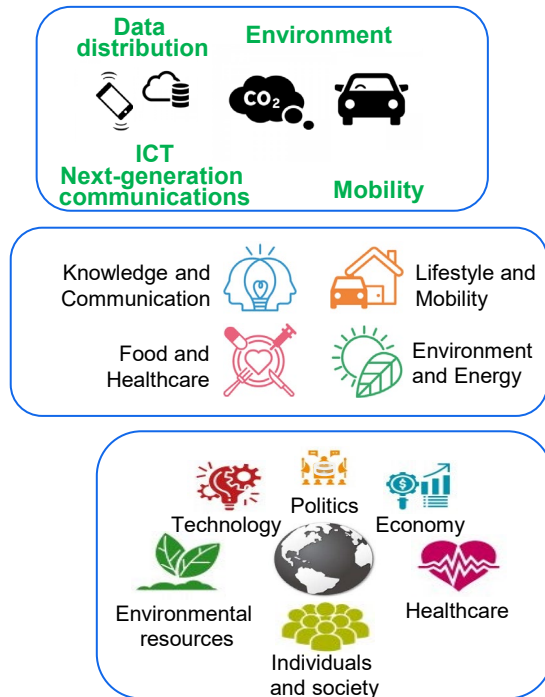 Data
distribution
Environment
CO2
ICT
Next-generation
communications
Mobility
Knowledge and
Communication
Lifestyle and
Mobility
Food and
Healthcare
Environment
and Energy
Technology
Politics
Economy
Environmental
resources
Healthcare
Individuals
and society